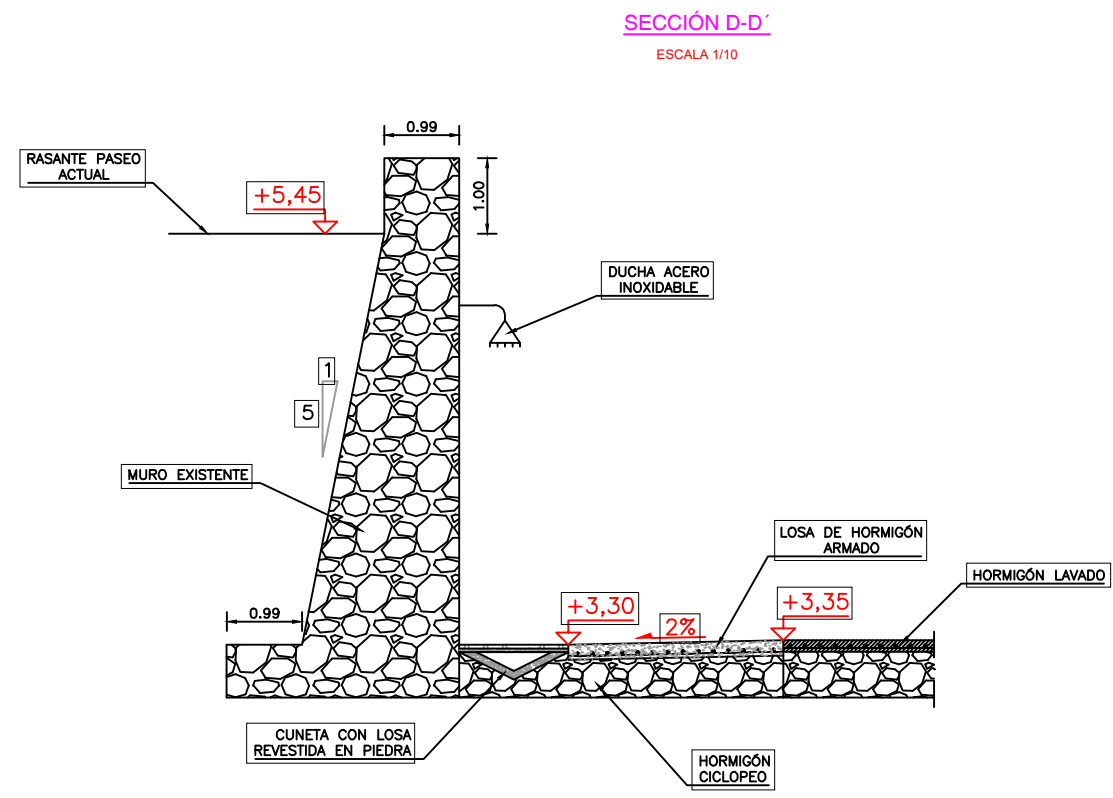 SECCIÓN D-D´
ESCALA 1/10
0.99
RASANTE PASEO
ACTUAL
+5,45
1.00
DUCHA ACERO
INOXIDABLE
1
5
MURO EXISTENTE
LOSA DE HORMIGÓN
ARMADO
HORMIGÓN LAVADO
0.99
+3,30
2%
+3,35
CUNETA CON LOSA
REVESTIDA EN PIEDRA
HORMIGÓN
CICLOPEO